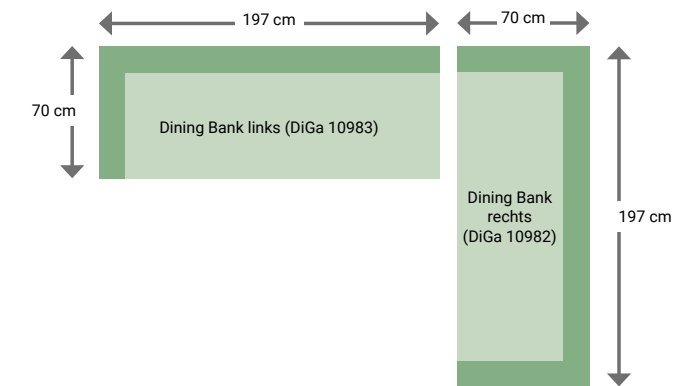 197 cm
70 cm
70 cm
Dining Bank links (DiGa 10983)
Dining Bank
rechts
(DiGa 10982)
197 cm